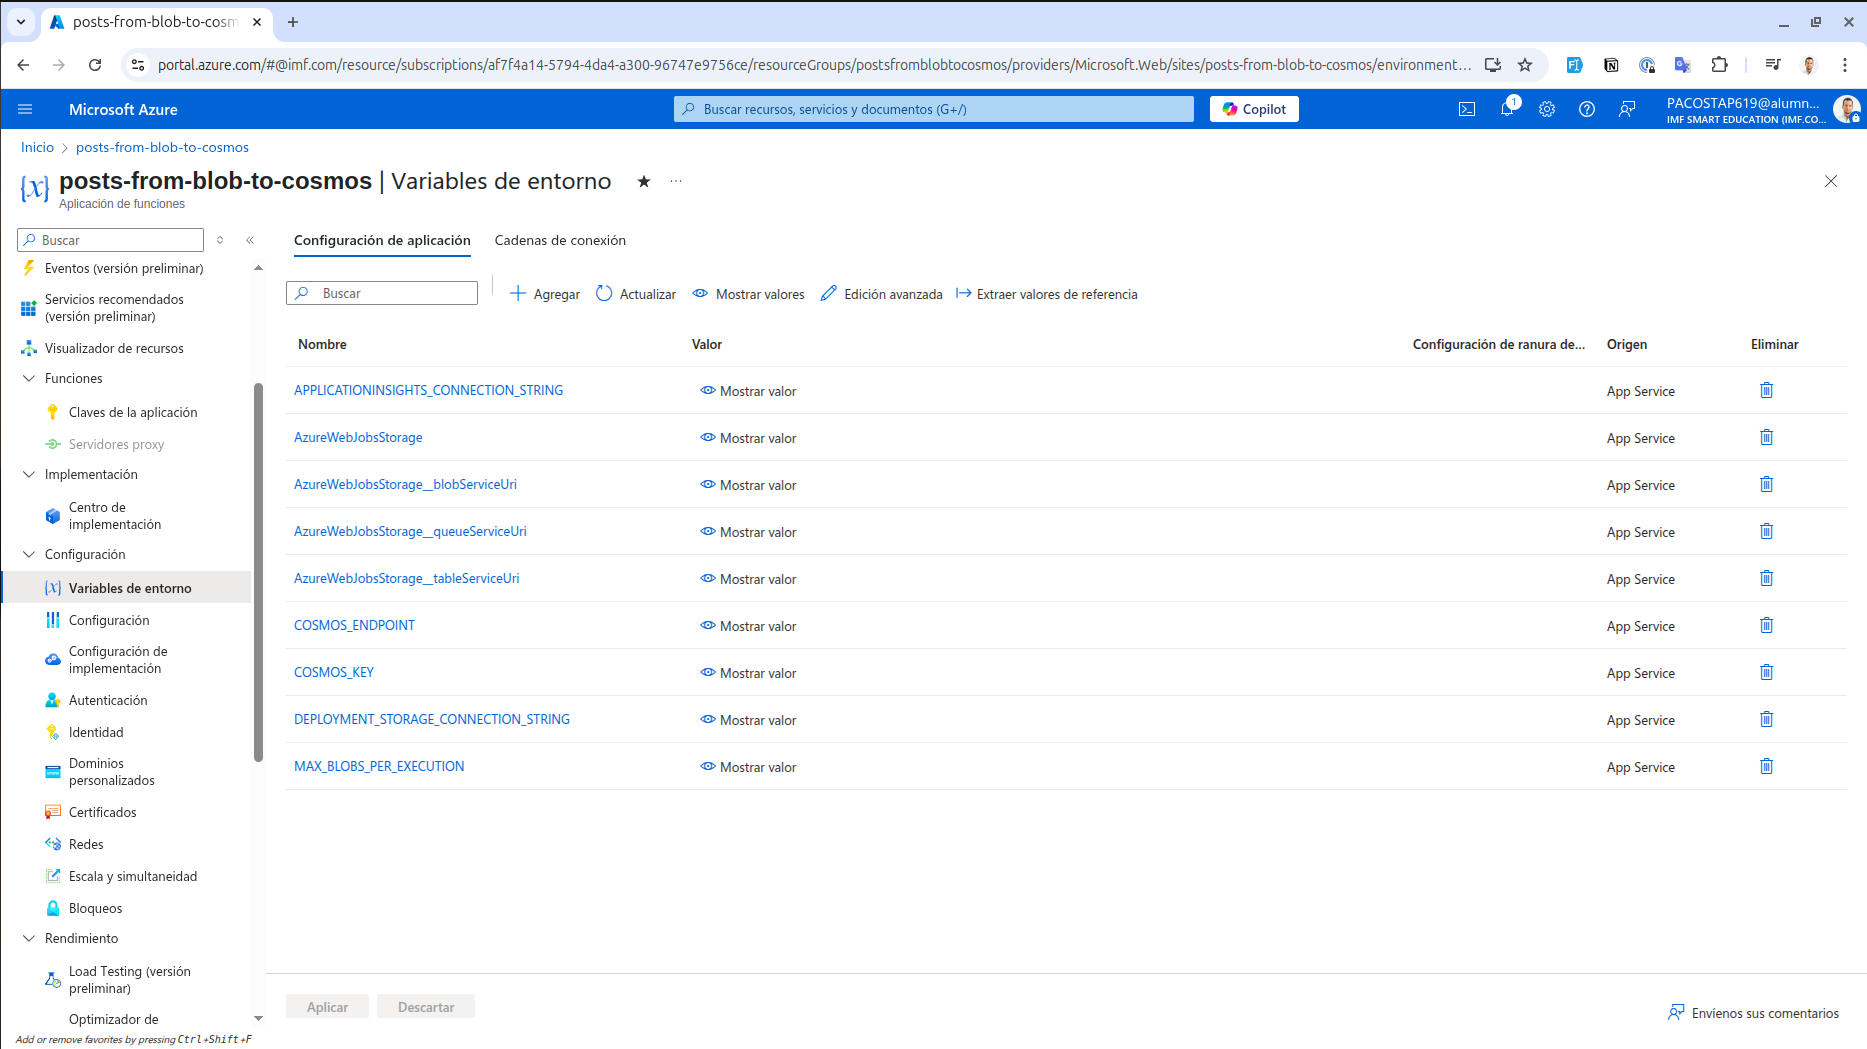 posts-from-blob-to-cosm
portal.azure.com/#@imf.com/resource/subscriptions/af7f4a14-5794-4da4-a300-96747e9756ce/resourceGroups/postsfromblobtocosmos/providers/Microsoft.Web/sites/posts-from-blob-to-cosmos/environment...
Microsoft Azure
Buscar recursos, servicios y documentos (G+/)
Copilot
1
PACOSTAP619@alumn...
IMF SMART EDUCATION (IMF.CO...
Inicio > posts-from-blob-to-cosmos
posts-from-blob-to-cosmos | Variables de entorno
Aplicación de funciones
Buscar
Eventos (versión preliminar)
Servicios recomendados
(versión preliminar)
Visualizador de recursos
Funciones
Claves de la aplicación
Servidores proxy
Implementación
Centro de
implementación
Configuración
Variables de entorno
Configuración
Configuración de
implementación
Autenticación
Identidad
Dominios
personalizados
Certificados
Redes
Escala y simultaneidad
Bloqueos
Rendimiento
Load Testing (versión
preliminar)
Optimizador de
Add or remove favorites by pressing Ctrl+Shift+F
Configuración de aplicación Cadenas de conexión
Buscar Agregar Actualizar Mostrar valores Edición avanzada Extraer valores de referencia
Nombre Valor Configuración de ranura de... Origen Eliminar
APPLICATIONINSIGHTS_CONNECTION_STRING Mostrar valor App Service
AzureWebJobsStorage Mostrar valor App Service
AzureWebJobsStorage__blobServiceUri Mostrar valor App Service
AzureWebJobsStorage__queueServiceUri Mostrar valor App Service
AzureWebJobsStorage__tableServiceUri Mostrar valor App Service
COSMOS_ENDPOINT Mostrar valor App Service
COSMOS_KEY Mostrar valor App Service
DEPLOYMENT_STORAGE_CONNECTION_STRING Mostrar valor App Service
MAX_BLOBS_PER_EXECUTION Mostrar valor App Service
Aplicar Descartar
Envíenos sus comentarios